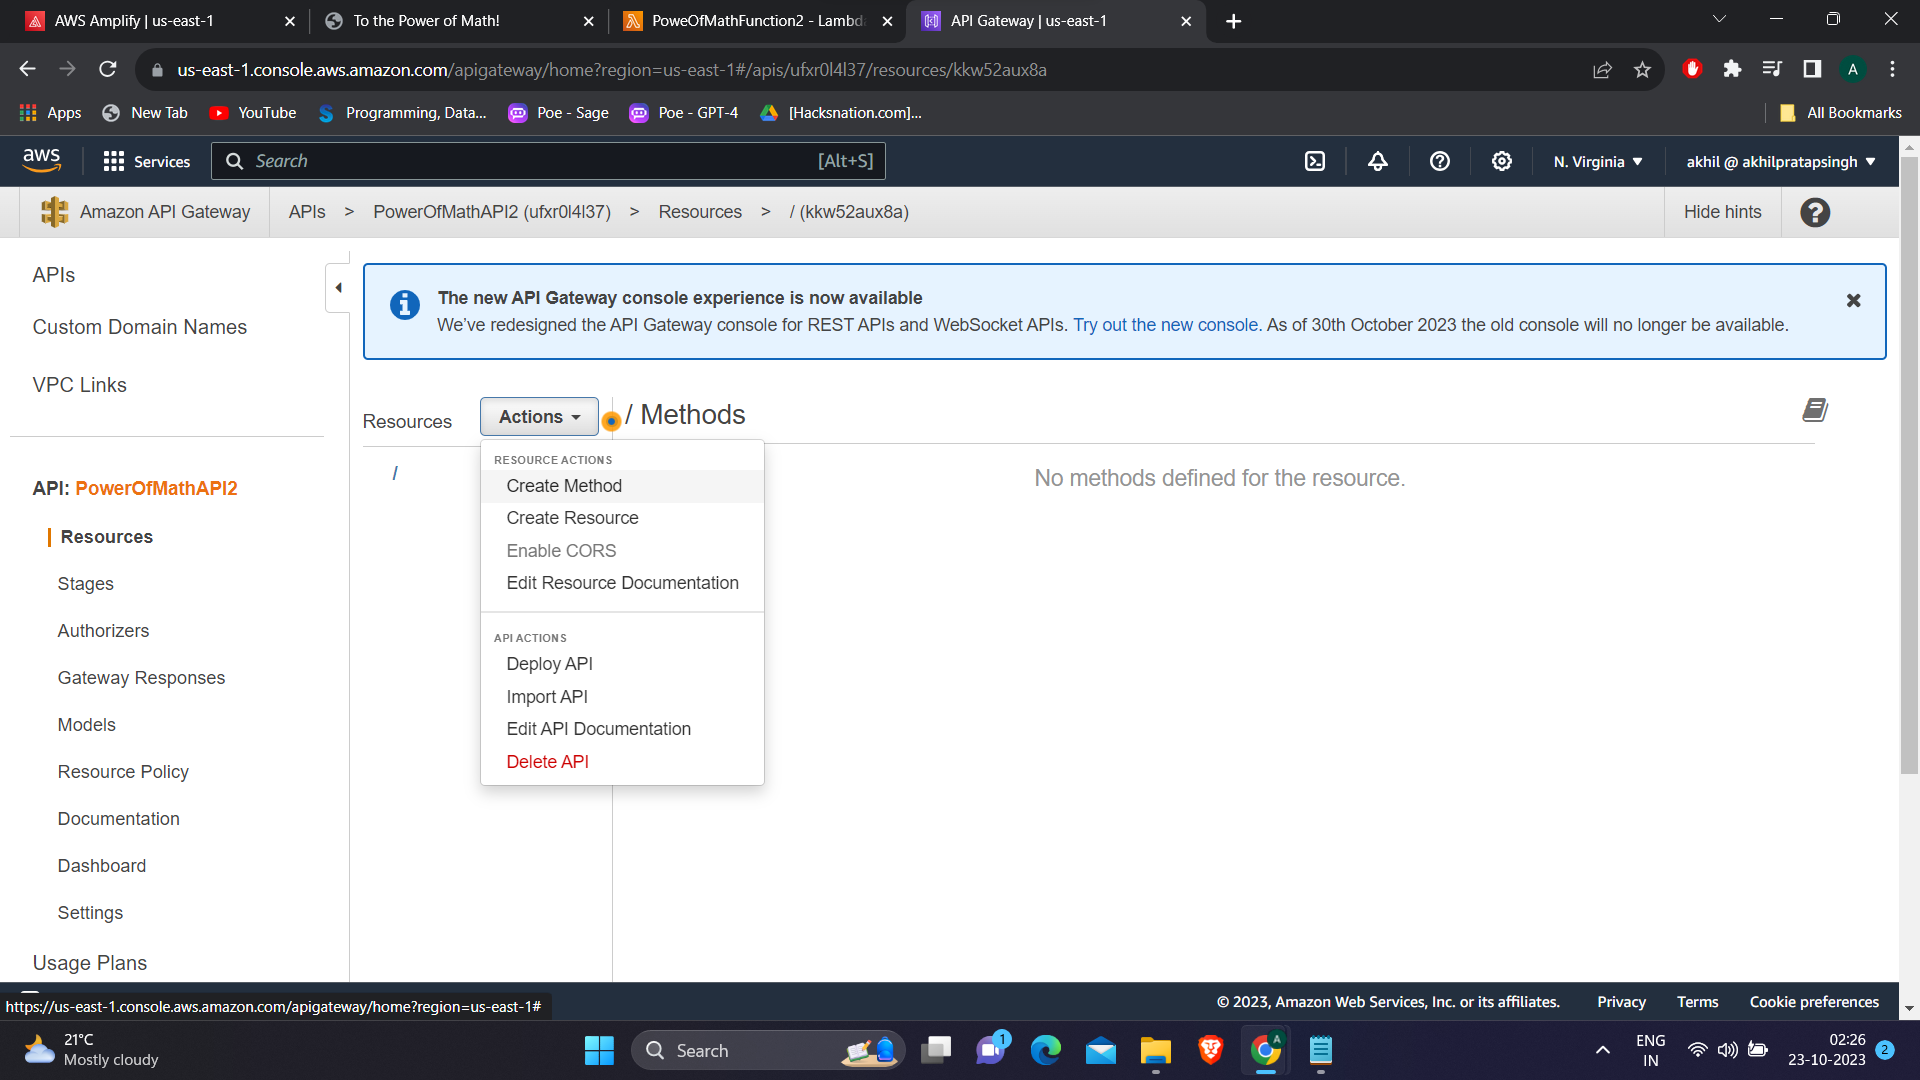 AWS Amplify | us-east-1
To the Power of Math!
PoweOfMathFunction2 - Lambd
API Gateway | us-east-1
us-east-1.console.aws.amazon.com/apigateway/home?region=us-east-1#/apis/ufxr0l4l37/resources/kkw52aux8a
A
Apps
New Tab
YouTube
Programming, Data...
Poe - Sage
Poe - GPT-4
[Hacksnation.com]...
All Bookmarks
aws
Services
Search
[Alt+S]
N. Virginia
akhil @ akhilpratapsingh
Amazon API Gateway
APIs > PowerOfMathAPI2 (ufxr0l4l37) > Resources > / (kkw52aux8a)
Hide hints
APIs
Custom Domain Names
VPC Links
API: PowerOfMathAPI2
Resources
Stages
Authorizers
Gateway Responses
Models
Resource Policy
Documentation
Dashboard
Settings
Usage Plans
The new API Gateway console experience is now available
We've redesigned the API Gateway console for REST APIs and WebSocket APIs. Try out the new console. As of 30th October 2023 the old console will no longer be available.
Resources
Actions
/ Methods
/
No methods defined for the resource.
RESOURCE ACTIONS
Create Method
Create Resource
Enable CORS
Edit Resource Documentation
API ACTIONS
Deploy API
Import API
Edit API Documentation
Delete API
https://us-east-1.console.aws.amazon.com/apigateway/home?region=us-east-1#
© 2023, Amazon Web Services, Inc. or its affiliates.
Privacy
Terms
Cookie preferences
21°C
Mostly cloudy
Search
1
A
ENG
IN
02:26
23-10-2023
2